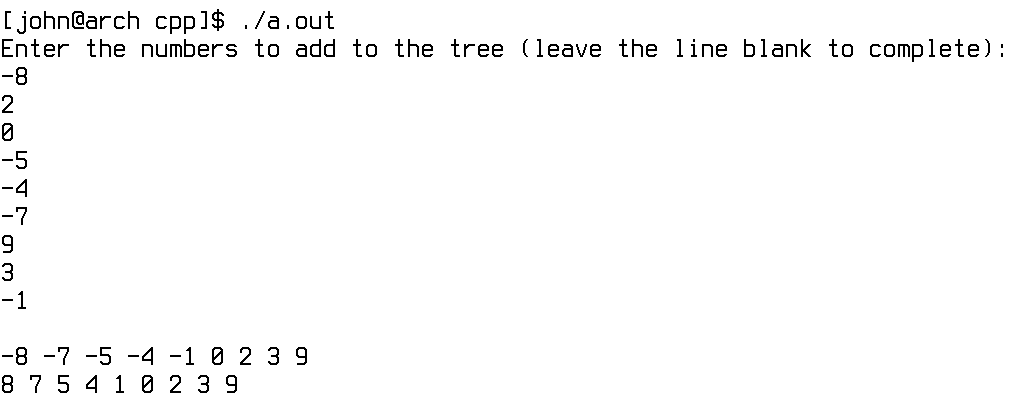 [john@arch cpp]$ ./a.out
Enter the numbers to add to the tree (leave the line blank to complete):
-8
2
0
-5
-4
-7
9
3
-1
-8 -7 -5 -4 -1 0 2 3 9
8 7 5 4 1 0 2 3 9